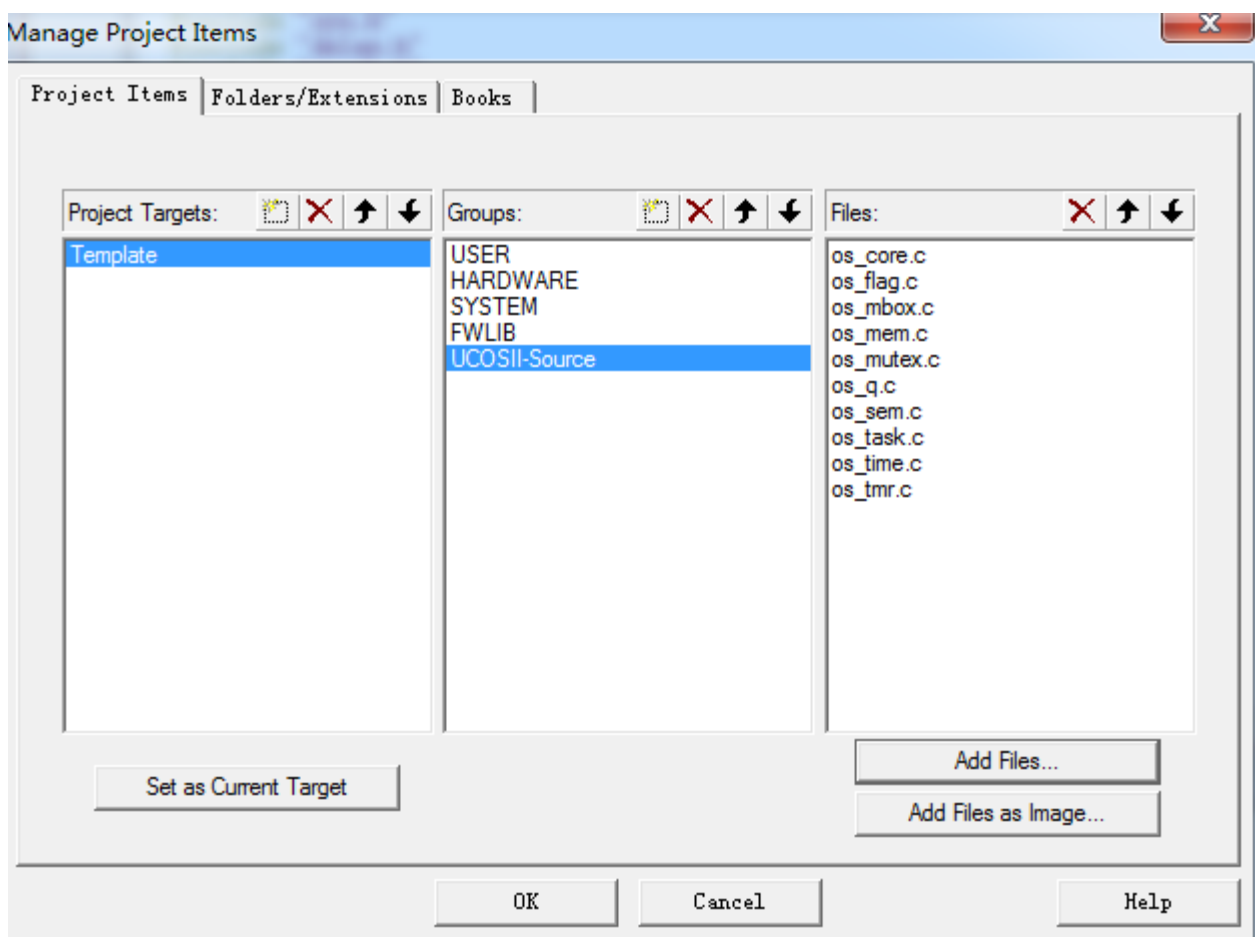 Manage Project Items
Project Items Folders/Extensions Books
Project Targets:
Template
Set as Current Target
Groups:
USER
HARDWARE
SYSTEM
FWLIB
UCOSII-Source
Files:
os_core.c
os_flag.c
os_mbox.c
os_mem.c
os_mutex.c
os_q.c
os_sem.c
os_task.c
os_time.c
os_tmr.c
Add Files...
Add Files as Image...
OK Cancel Help